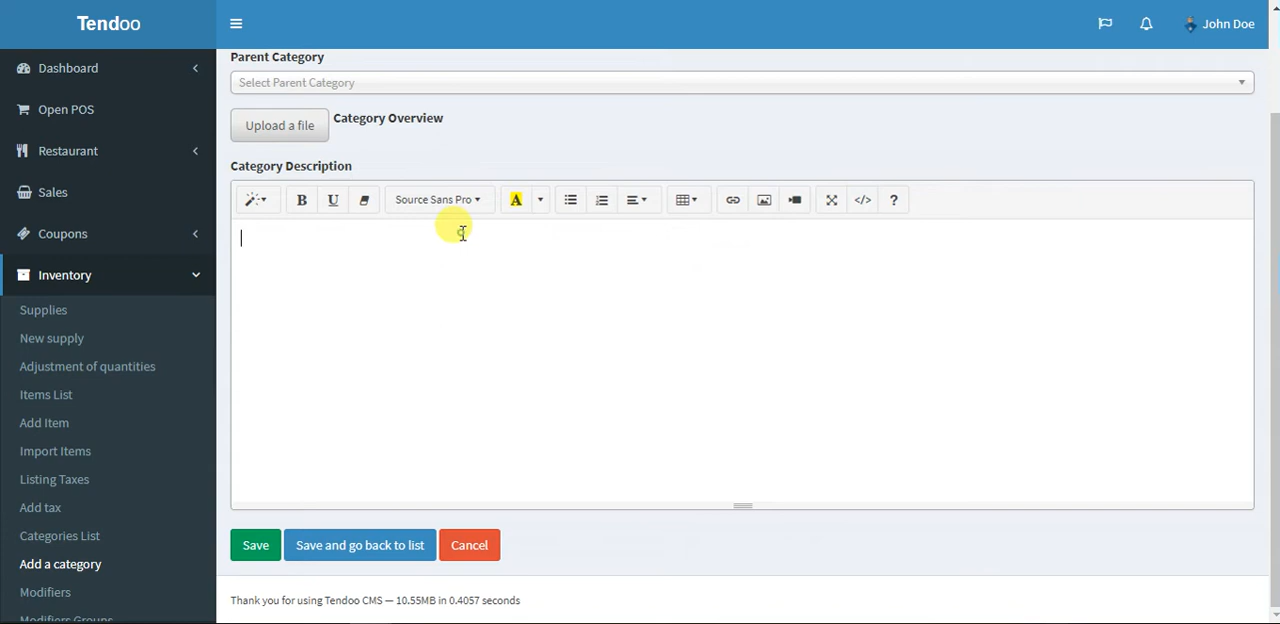 Tendoo
John Doe
Dashboard
Open POS
Restaurant
Sales
Coupons
Inventory
Supplies
New supply
Adjustment of quantities
Items List
Add Item
Import Items
Listing Taxes
Add tax
Categories List
Add a category
Modifiers
Modifiers Groups
Parent Category
Select Parent Category
Upload a file
Category Overview
Category Description
B U Source Sans Pro A </> ?
Save Save and go back to list Cancel
Thank you for using Tendoo CMS — 10.55MB in 0.4057 seconds